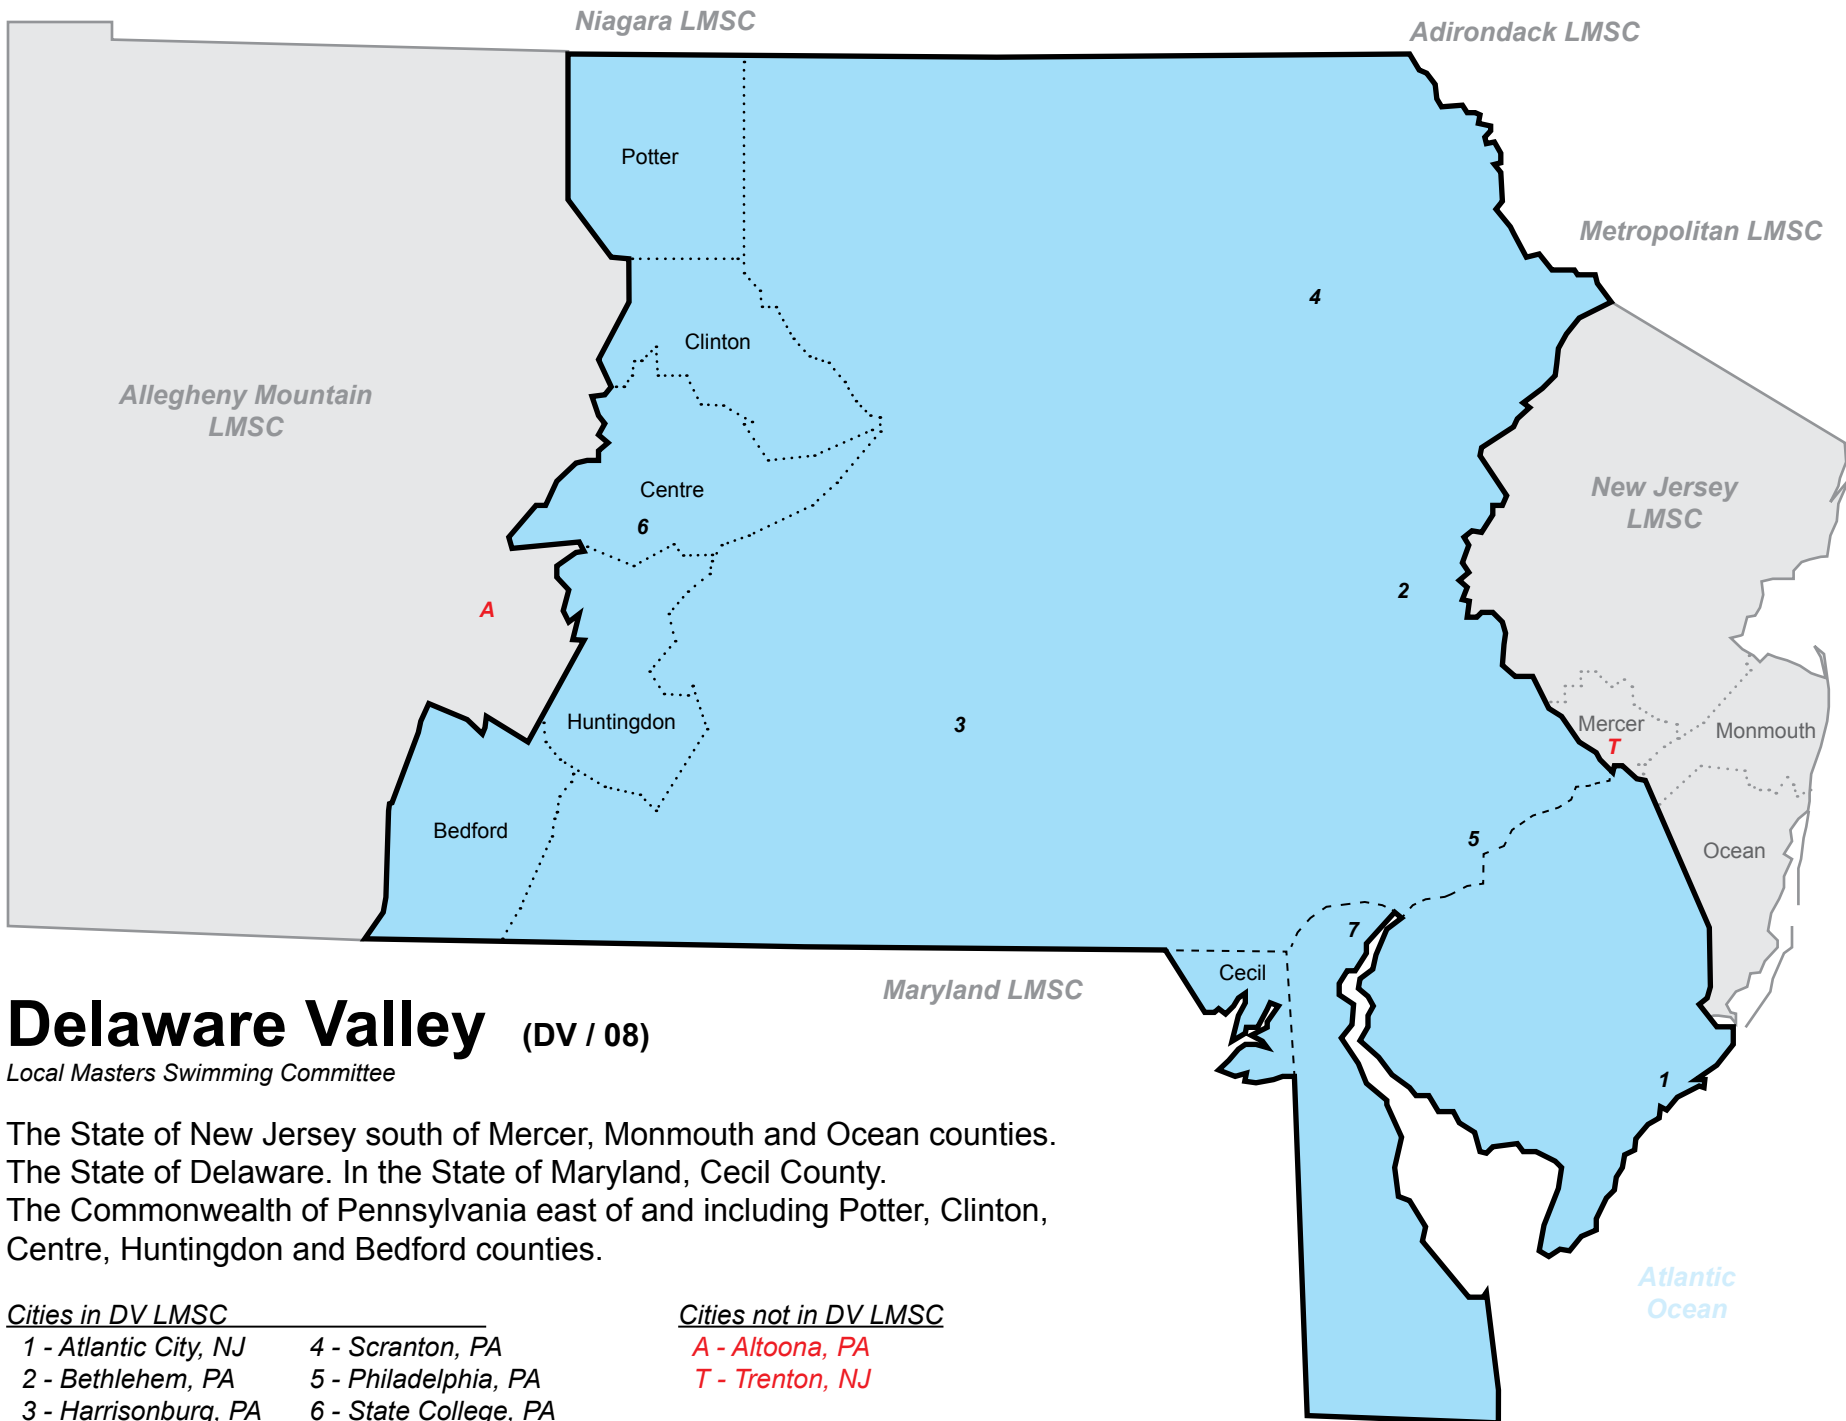 Niagara LMSC
Adirondack LMSC
Potter
Metropolitan LMSC
4
Clinton
Allegheny Mountain
LMSC
Centre
6
New Jersey
LMSC
2
A
Huntingdon
3
Mercer
T
Monmouth
Bedford
5
Ocean
7
Cecil
Maryland LMSC
1
Delaware Valley (DV / 08)
Local Masters Swimming Committee
The State of New Jersey south of Mercer, Monmouth and Ocean counties.
The State of Delaware. In the State of Maryland, Cecil County.
The Commonwealth of Pennsylvania east of and including Potter, Clinton,
Centre, Huntingdon and Bedford counties.
Atlantic
Ocean
Cities in DV LMSC
1 - Atlantic City, NJ
2 - Bethlehem, PA
3 - Harrisonburg, PA
4 - Scranton, PA
5 - Philadelphia, PA
6 - State College, PA
Cities not in DV LMSC
A - Altoona, PA
T - Trenton, NJ